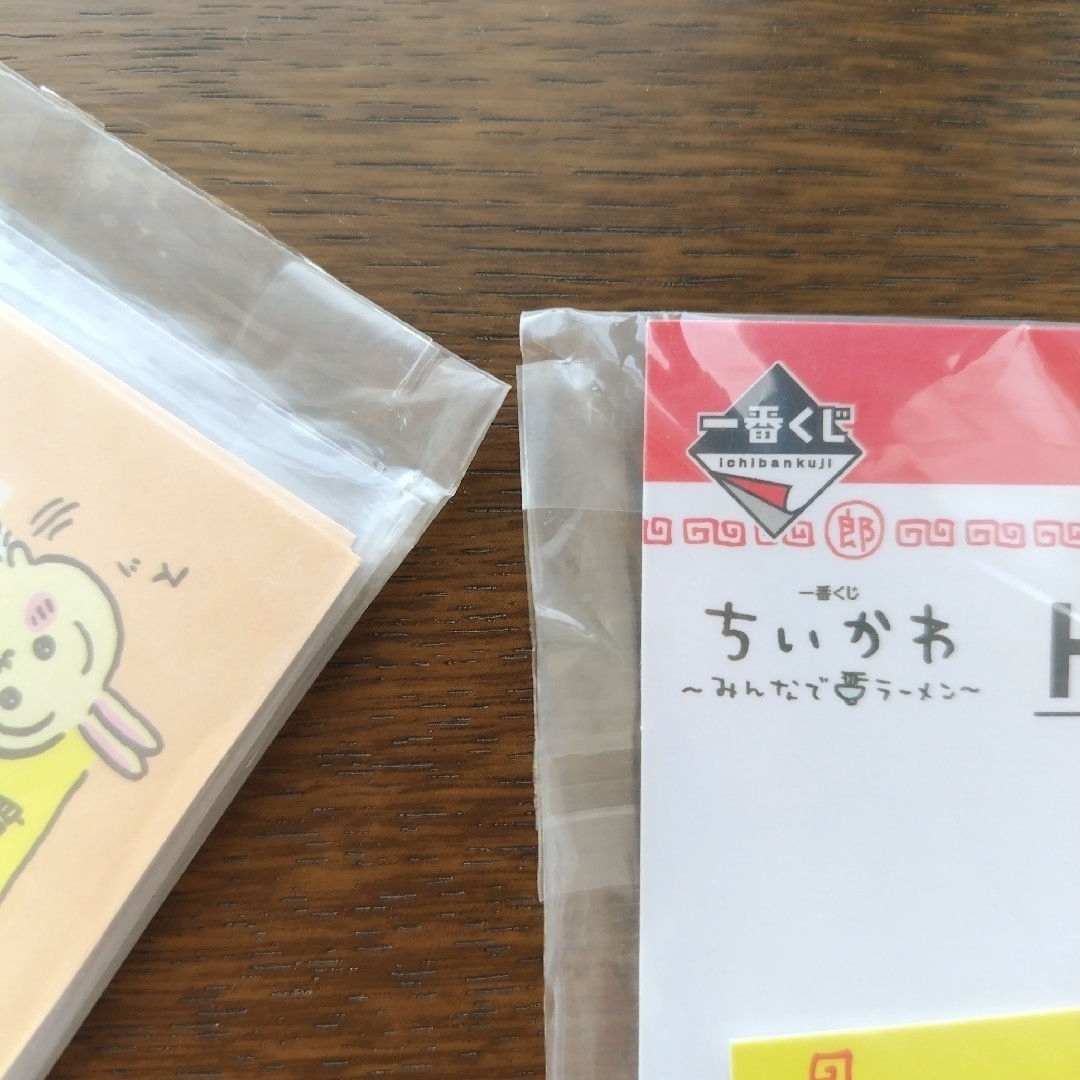 一番くじ
ichibankuji
郎
一番くじ
ちいかわ
～みんなでラーメン～
H